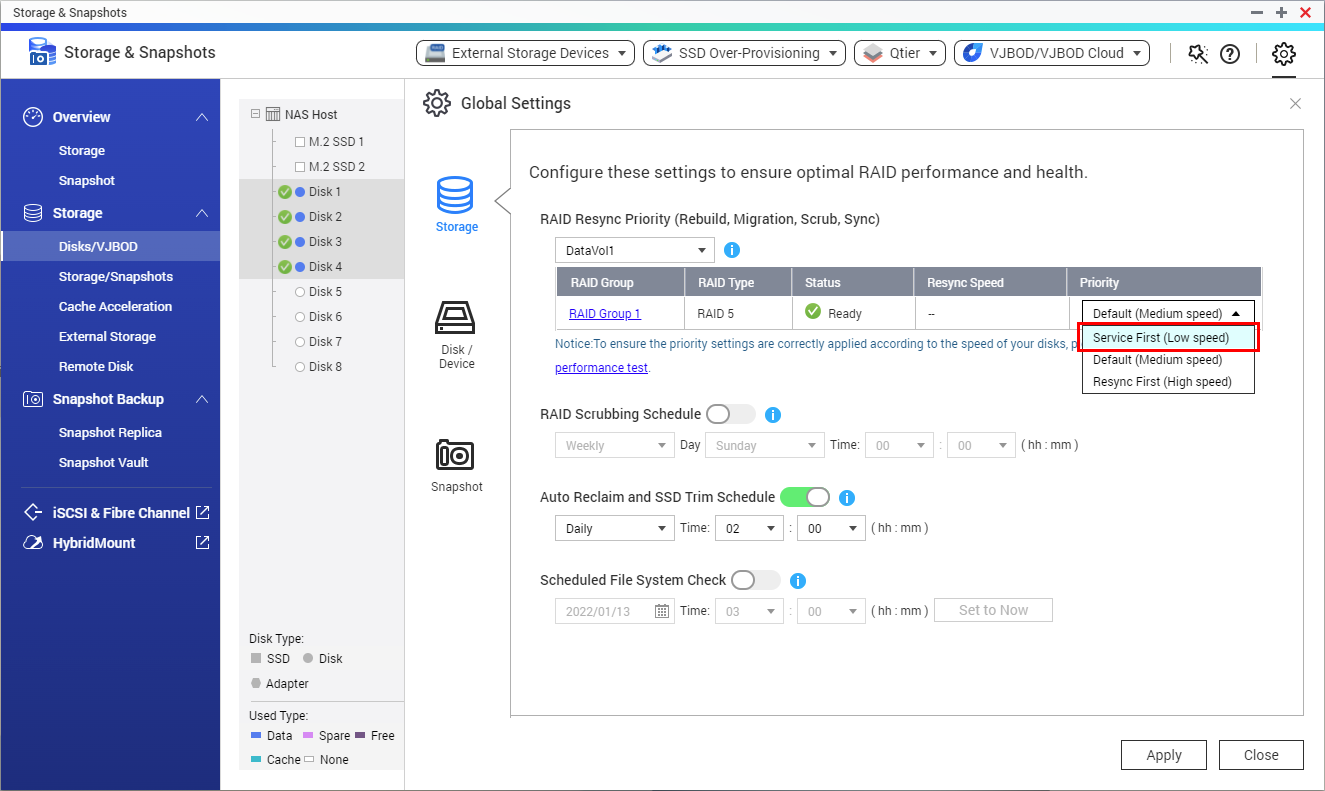 Storage & Snapshots
Storage & Snapshots
External Storage Devices
SSD Over-Provisioning
Qtier
VJBOD/VJBOD Cloud
Overview
Storage
Snapshot
Storage
Disks/VJBOD
Storage/Snapshots
Cache Acceleration
External Storage
Remote Disk
Snapshot Backup
Snapshot Replica
Snapshot Vault
iSCSI & Fibre Channel
HybridMount
NAS Host
M.2 SSD 1
M.2 SSD 2
Disk 1
Disk 2
Disk 3
Disk 4
Disk 5
Disk 6
Disk 7
Disk 8
Disk Type:
SSD Disk
Adapter
Used Type:
Data Spare Free
Cache None
Global Settings
Storage
Disk /
Device
Snapshot
Configure these settings to ensure optimal RAID performance and health.
RAID Resync Priority (Rebuild, Migration, Scrub, Sync)
DataVol1
RAID Group RAID Type Status Resync Speed Priority
RAID Group 1 RAID 5 Ready -- Default (Medium speed)
Service First (Low speed)
Default (Medium speed)
Resync First (High speed)
Notice:To ensure the priority settings are correctly applied according to the speed of your disks, p
performance test.
RAID Scrubbing Schedule
Weekly Day Sunday Time: 00 : 00 ( hh : mm )
Auto Reclaim and SSD Trim Schedule
Daily Time: 02 : 00 ( hh : mm )
Scheduled File System Check
2022/01/13 Time: 03 : 00 ( hh : mm ) Set to Now
Apply Close